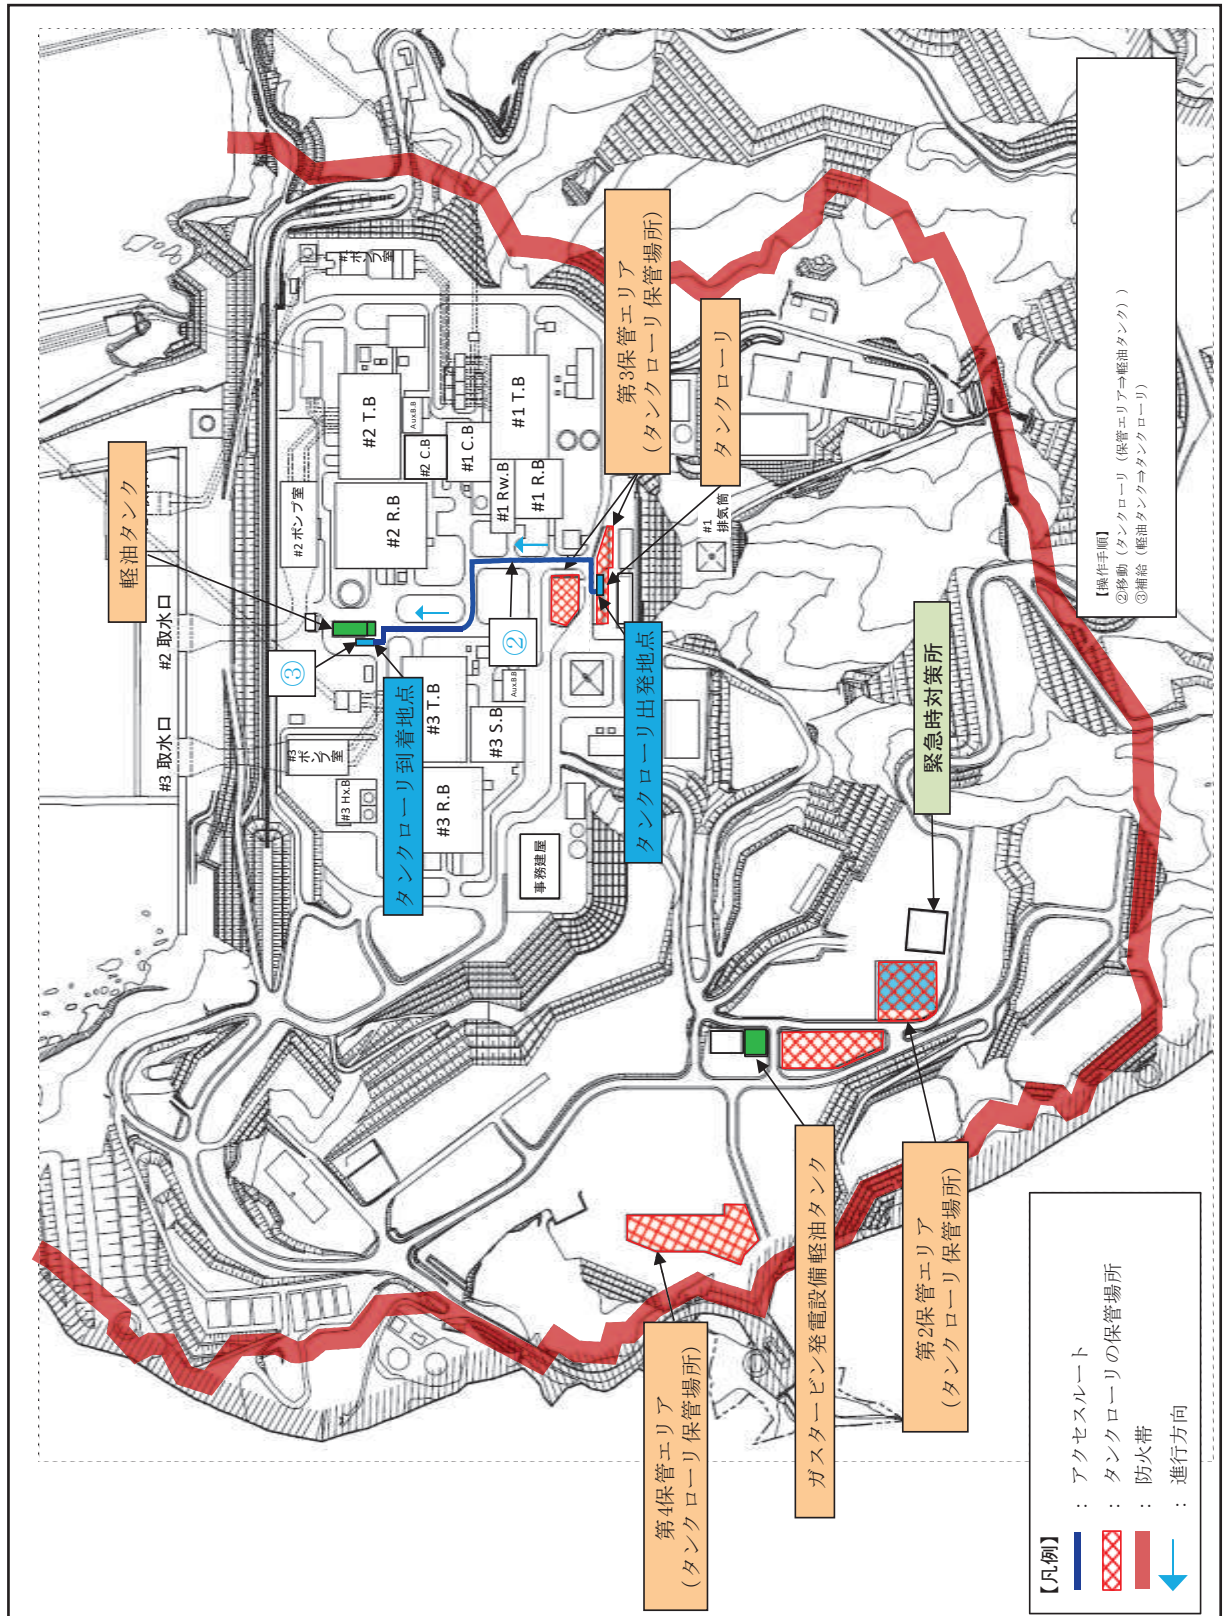 #3 取水口
#2 取水口
軽油タンク
#1
ポンプ室
#2 ポンプ室
#3
ポンプ室
③
#2 T.B
Aux.B.B
#2 C.B
#1 C.B
#1 T.B
#2 R.B
#1 Rw.B
#1 R.B
#3 Hx.B
#3 T.B
Aux.B.B
#3 S.B
#3 R.B
②
事務建屋
タンクローリ到着地点
第3保管エリア
(タンクローリ保管場所)
タンクローリ
#1
排気筒
タンクローリ出発地点
緊急時対策所
第4保管エリア
(タンクローリ保管場所)
ガスタービン発電設備軽油タンク
第2保管エリア
(タンクローリ保管場所)
【操作手順】
②移動（タンクローリ（保管エリア⇒軽油タンク））
③補給（軽油タンク⇒タンクローリ）
【凡例】
：アクセスルート
：タンクローリの保管場所
：防火帯
：進行方向